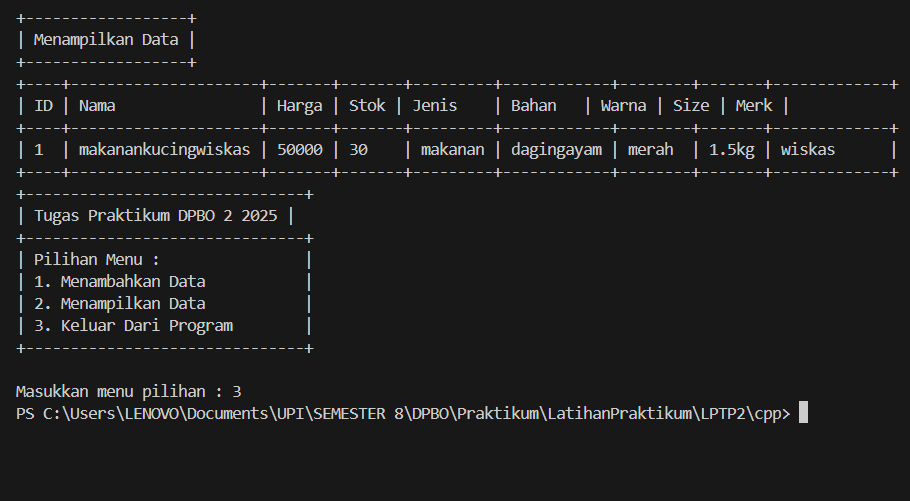 +------------------+
| Menampilkan Data |
+------------------+
+----+---------------------+-------+-------+---------+------------+--------+-------+-------------+
| ID | Nama                | Harga | Stok | Jenis    | Bahan   | Warna | Size | Merk |
+----+---------------------+-------+-------+---------+------------+--------+-------+-------------+
| 1  | makanankucingwiskas | 50000 | 30    | makanan | dagingayam | merah  | 1.5kg | wiskas      |
+----+---------------------+-------+-------+---------+------------+--------+-------+-------------+
+-------------------------------+
| Tugas Praktikum DPBO 2 2025 |
+-------------------------------+
| Pilihan Menu :                |
| 1. Menambahkan Data           |
| 2. Menampilkan Data           |
| 3. Keluar Dari Program        |
+-------------------------------+
Masukkan menu pilihan : 3
PS C:\Users\LENOVO\Documents\UPI\SEMESTER 8\DPBO\Praktikum\LatihanPraktikum\LPTP2\cpp>